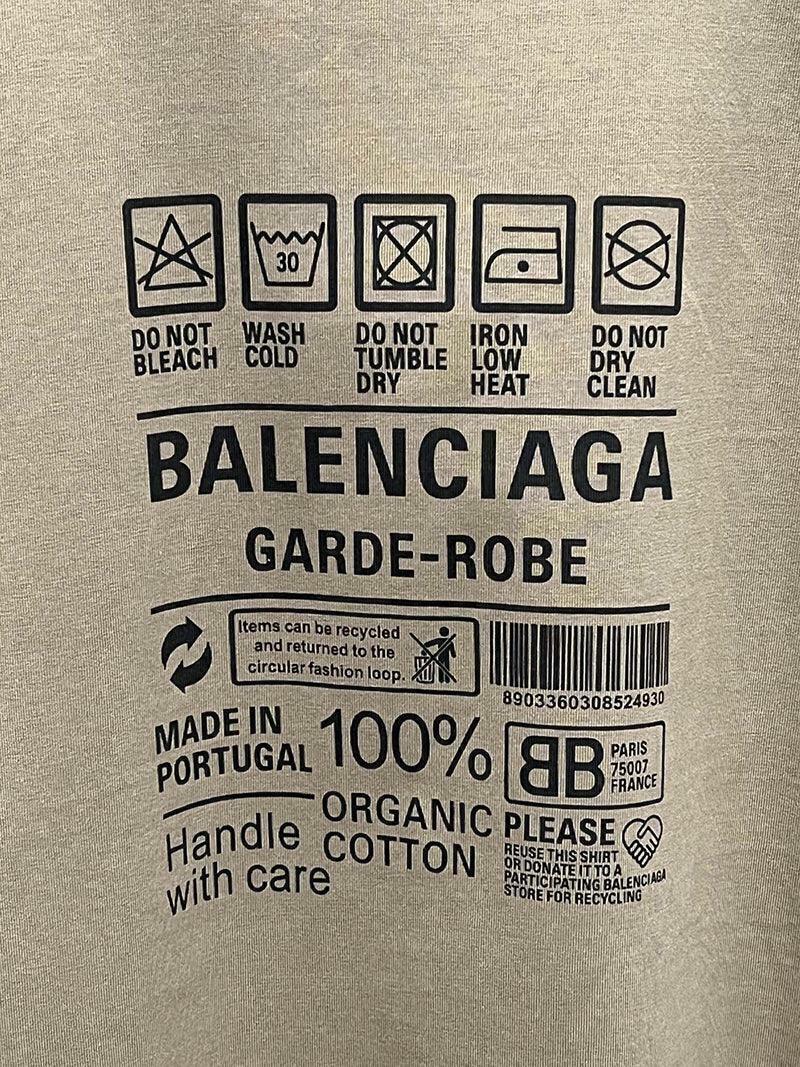 30
DO NOT
BLEACH
WASH
COLD
DO NOT
TUMBLE
DRY
IRON
LOW
HEAT
DO NOT
DRY
CLEAN
BALENCIAGA
GARDE-ROBE
Items can be recycled
and returned to the
circular fashion loop.
8903360308524930
MADE IN
PORTUGAL
100%
ORGANIC
COTTON
BB
PARIS
75007
FRANCE
Handle
with care
PLEASE
REUSE THIS SHIRT
OR DONATE IT TO A
PARTICIPATING BALENCIAGA
STORE FOR RECYCLING